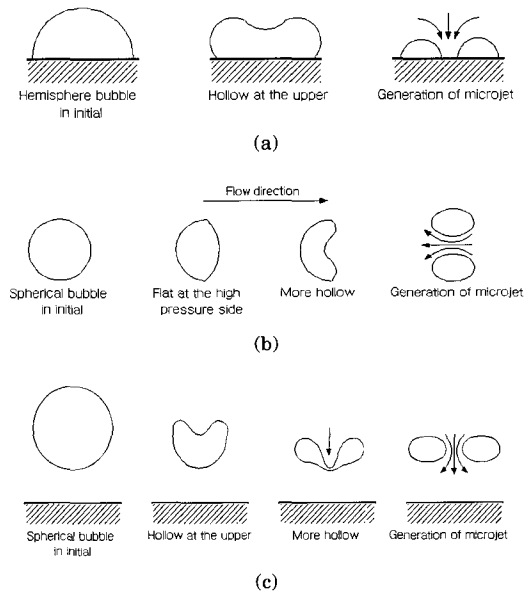 Hemisphere bubble
in initial
Hollow at the upper
Generation of microjet
(a)
Flow direction
Spherical bubble
in initial
Flat at the high
pressure side
More hollow
Generation of microjet
(b)
Spherical bubble
in initial
Hollow at the upper
More hollow
Generation of microjet
(c)